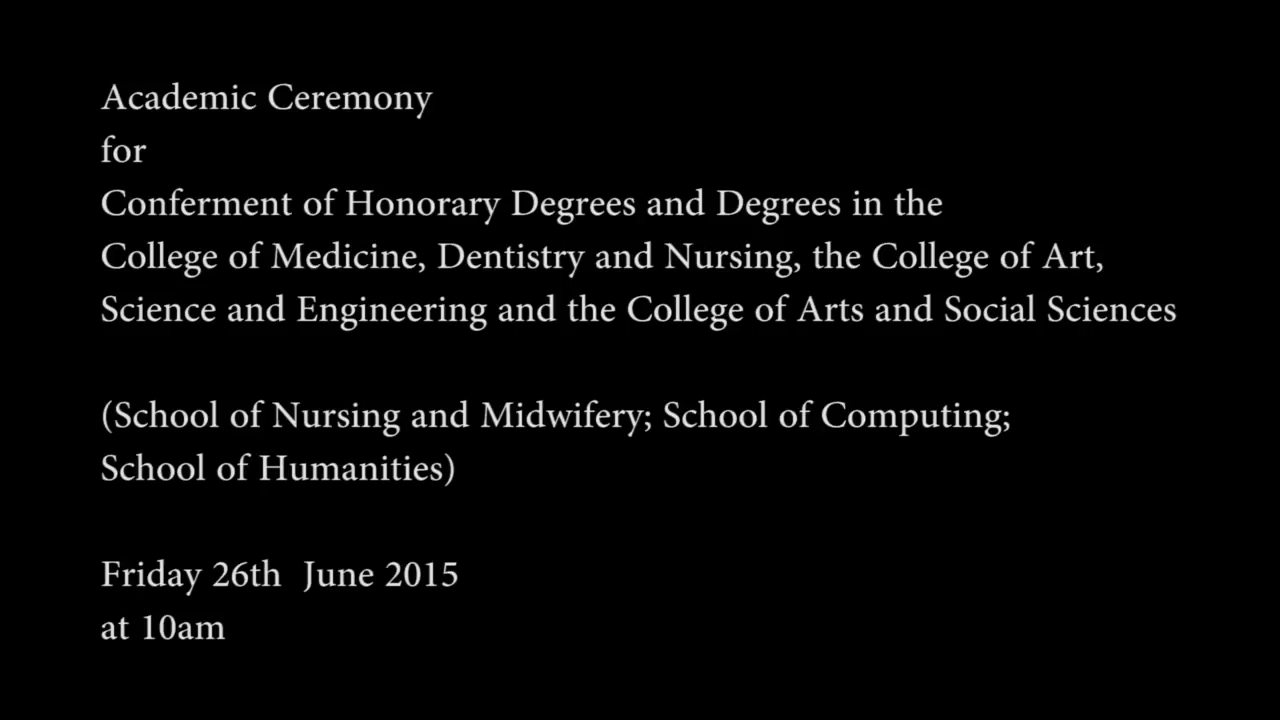 Academic Ceremony
for
Conferment of Honorary Degrees and Degrees in the
College of Medicine, Dentistry and Nursing, the College of Art,
Science and Engineering and the College of Arts and Social Sciences
(School of Nursing and Midwifery; School of Computing;
School of Humanities)
Friday 26th  June 2015
at 10am